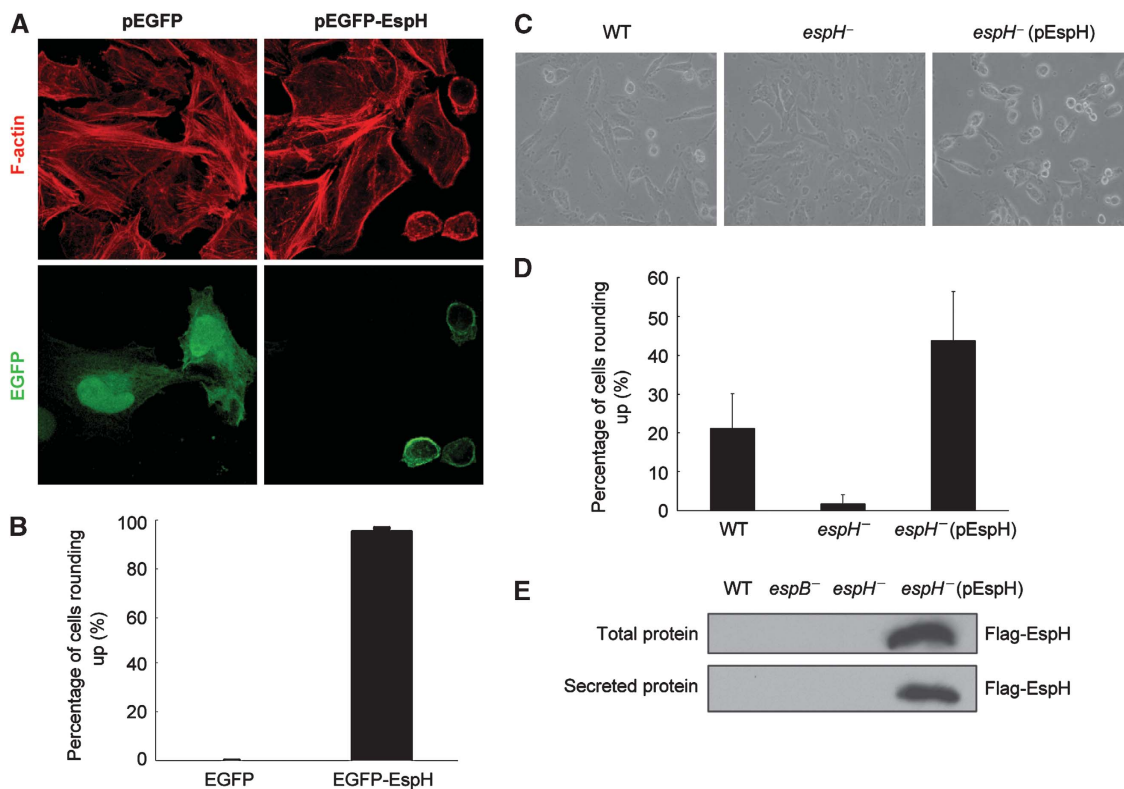 A
pEGFP
pEGFP-EspH
F-actin
EGFP
B
Percentage of cells rounding
up (%)
100
80
60
40
20
0
EGFP
EGFP-EspH
C
WT
espH⁻
espH⁻ (pEspH)
D
Percentage of cells rounding
up (%)
60
50
40
30
20
10
0
WT
espH⁻
espH⁻ (pEspH)
E
WT espB⁻ espH⁻ espH⁻ (pEspH)
Total protein
Flag-EspH
Secreted protein
Flag-EspH